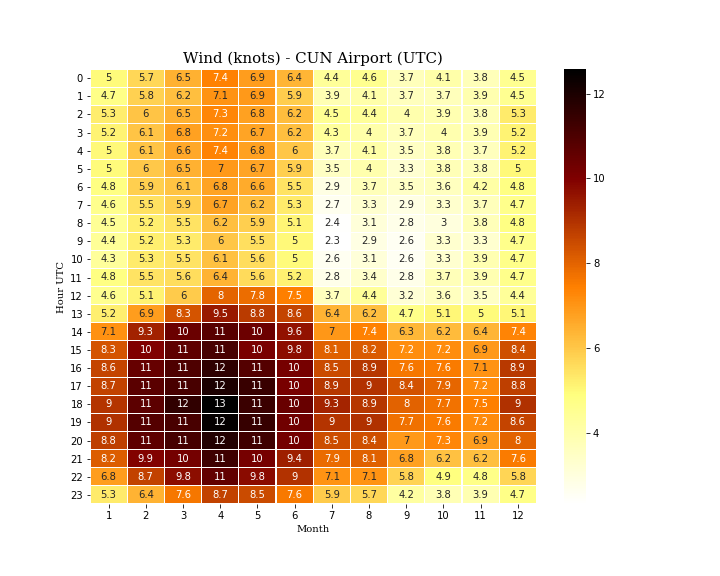 Wind (knots) - CUN Airport (UTC)
0 5 5.7 6.5 7.4 6.9 6.4 4.4 4.6 3.7 4.1 3.8 4.5
1 4.7 5.8 6.2 7.1 6.9 5.9 3.9 4.1 3.7 3.7 3.9 4.5
2 5.3 6 6.5 7.3 6.8 6.2 4.5 4.4 4 3.9 3.8 5.3
3 5.2 6.1 6.8 7.2 6.7 6.2 4.3 4 3.7 4 3.9 5.2
4 5 6.1 6.6 7.4 6.8 6 3.7 4.1 3.5 3.8 3.7 5.2
5 5 6 6.5 7 6.7 5.9 3.5 4 3.3 3.8 3.8 5
6 4.8 5.9 6.1 6.8 6.6 5.5 2.9 3.7 3.5 3.6 4.2 4.8
7 4.6 5.5 5.9 6.7 6.2 5.3 2.7 3.3 2.9 3.3 3.7 4.7
8 4.5 5.2 5.5 6.2 5.9 5.1 2.4 3.1 2.8 3 3.8 4.8
9 4.4 5.2 5.3 6 5.5 5 2.3 2.9 2.6 3.3 3.3 4.7
10 4.3 5.3 5.5 6.1 5.6 5 2.6 3.1 2.6 3.3 3.9 4.7
11 4.8 5.5 5.6 6.4 5.6 5.2 2.8 3.4 2.8 3.7 3.9 4.7
12 4.6 5.1 6 8 7.8 7.5 3.7 4.4 3.2 3.6 3.5 4.4
13 5.2 6.9 8.3 9.5 8.8 8.6 6.4 6.2 4.7 5.1 5 5.1
14 7.1 9.3 10 11 10 9.6 7 7.4 6.3 6.2 6.4 7.4
15 8.3 10 11 11 10 9.8 8.1 8.2 7.2 7.2 6.9 8.4
16 8.6 11 11 12 11 10 8.5 8.9 7.6 7.6 7.1 8.9
17 8.7 11 11 12 11 10 8.9 9 8.4 7.9 7.2 8.8
18 9 11 12 13 11 10 9.3 8.9 8 7.7 7.5 9
19 9 11 11 12 11 10 9 9 7.7 7.6 7.2 8.6
20 8.8 11 11 12 11 10 8.5 8.4 7 7.3 6.9 8
21 8.2 9.9 10 11 10 9.4 7.9 8.1 6.8 6.2 6.2 7.6
22 6.8 8.7 9.8 11 9.8 9 7.1 7.1 5.8 4.9 4.8 5.8
23 5.3 6.4 7.6 8.7 8.5 7.6 5.9 5.7 4.2 3.8 3.9 4.7
1 2 3 4 5 6 7 8 9 10 11 12
Month
Hour UTC
12
10
8
6
4